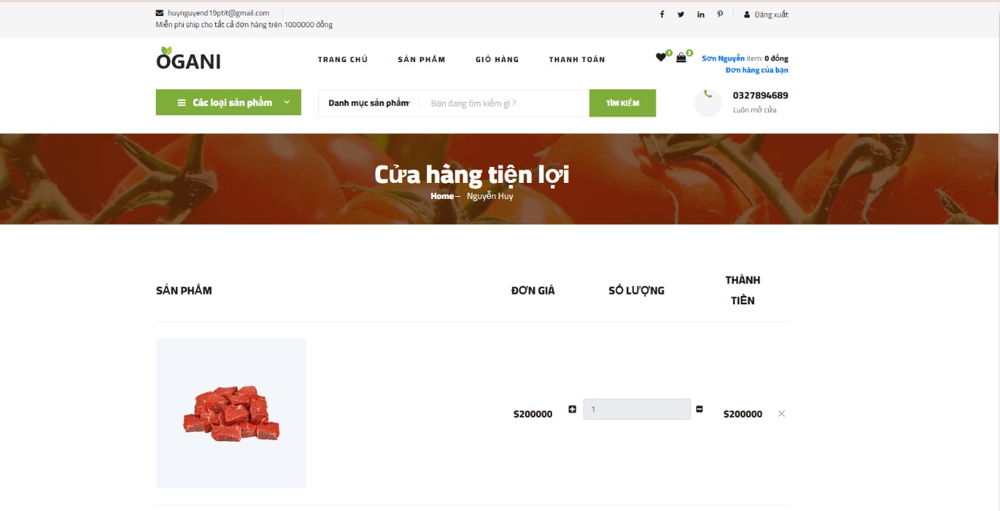 huynguyend19ptit@gmail.com
Miễn phí ship cho tất cả đơn hàng trên 1000000 đồng
Đăng xuất
OGANI
TRANG CHỦ
SẢN PHẨM
GIỎ HÀNG
THANH TOÁN
1
3
Sơn Nguyễn item: 0 đồng
Đơn hàng của bạn
Các loại sản phẩm
Danh mục sản phẩm
Bạn đang tìm kiếm gì ?
TÌM KIẾM
0327894689
Luôn mở cửa
Cửa hàng tiện lợi
Home – Nguyễn Huy
SẢN PHẨM
ĐƠN GIÁ
SỐ LƯỢNG
THÀNH
TIỀN
$200000
1
$200000